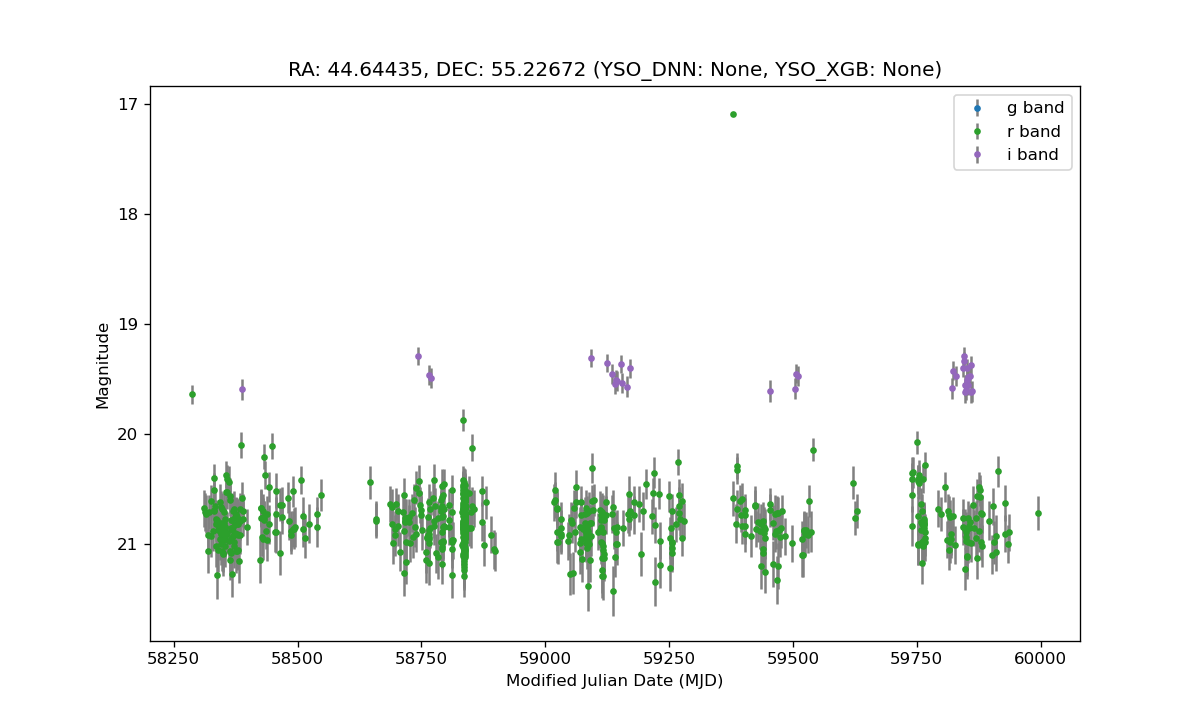 RA: 44.64435, DEC: 55.22672 (YSO_DNN: None, YSO_XGB: None)
g band
r band
i band
Magnitude
17
18
19
20
21
58250 58500 58750 59000 59250 59500 59750 60000
Modified Julian Date (MJD)